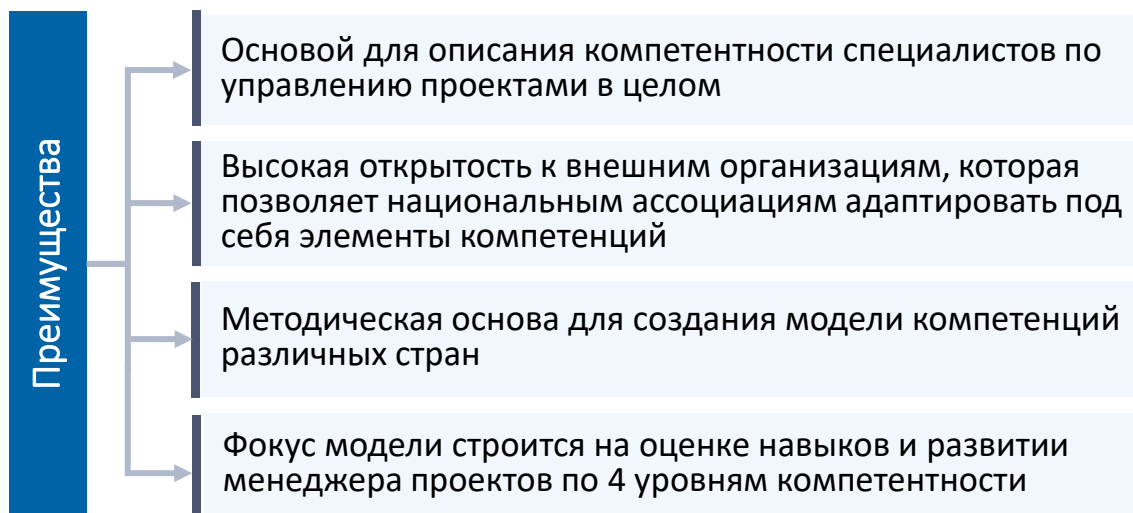 Преимущества
Основой для описания компетентности специалистов по
управлению проектами в целом
Высокая открытость к внешним организациям, которая
позволяет национальным ассоциациям адаптировать под
себя элементы компетенций
Методическая основа для создания модели компетенций
различных стран
Фокус модели строится на оценке навыков и развитии
менеджера проектов по 4 уровням компетентности